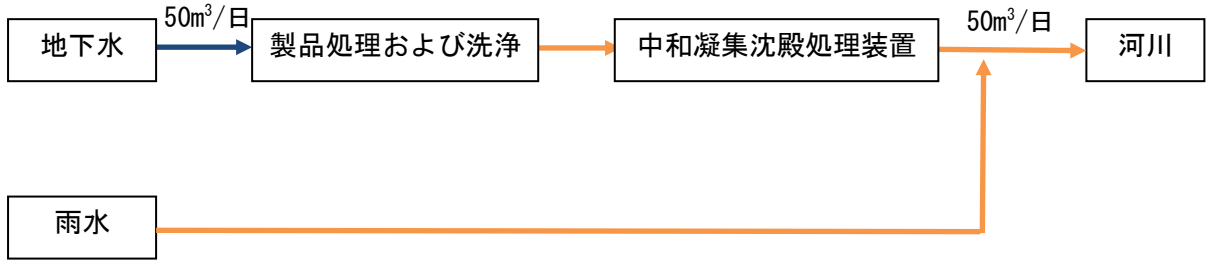 50m³/日
50m³/日
地下水
製品処理および洗浄
中和凝集沈殿処理装置
河川
雨水